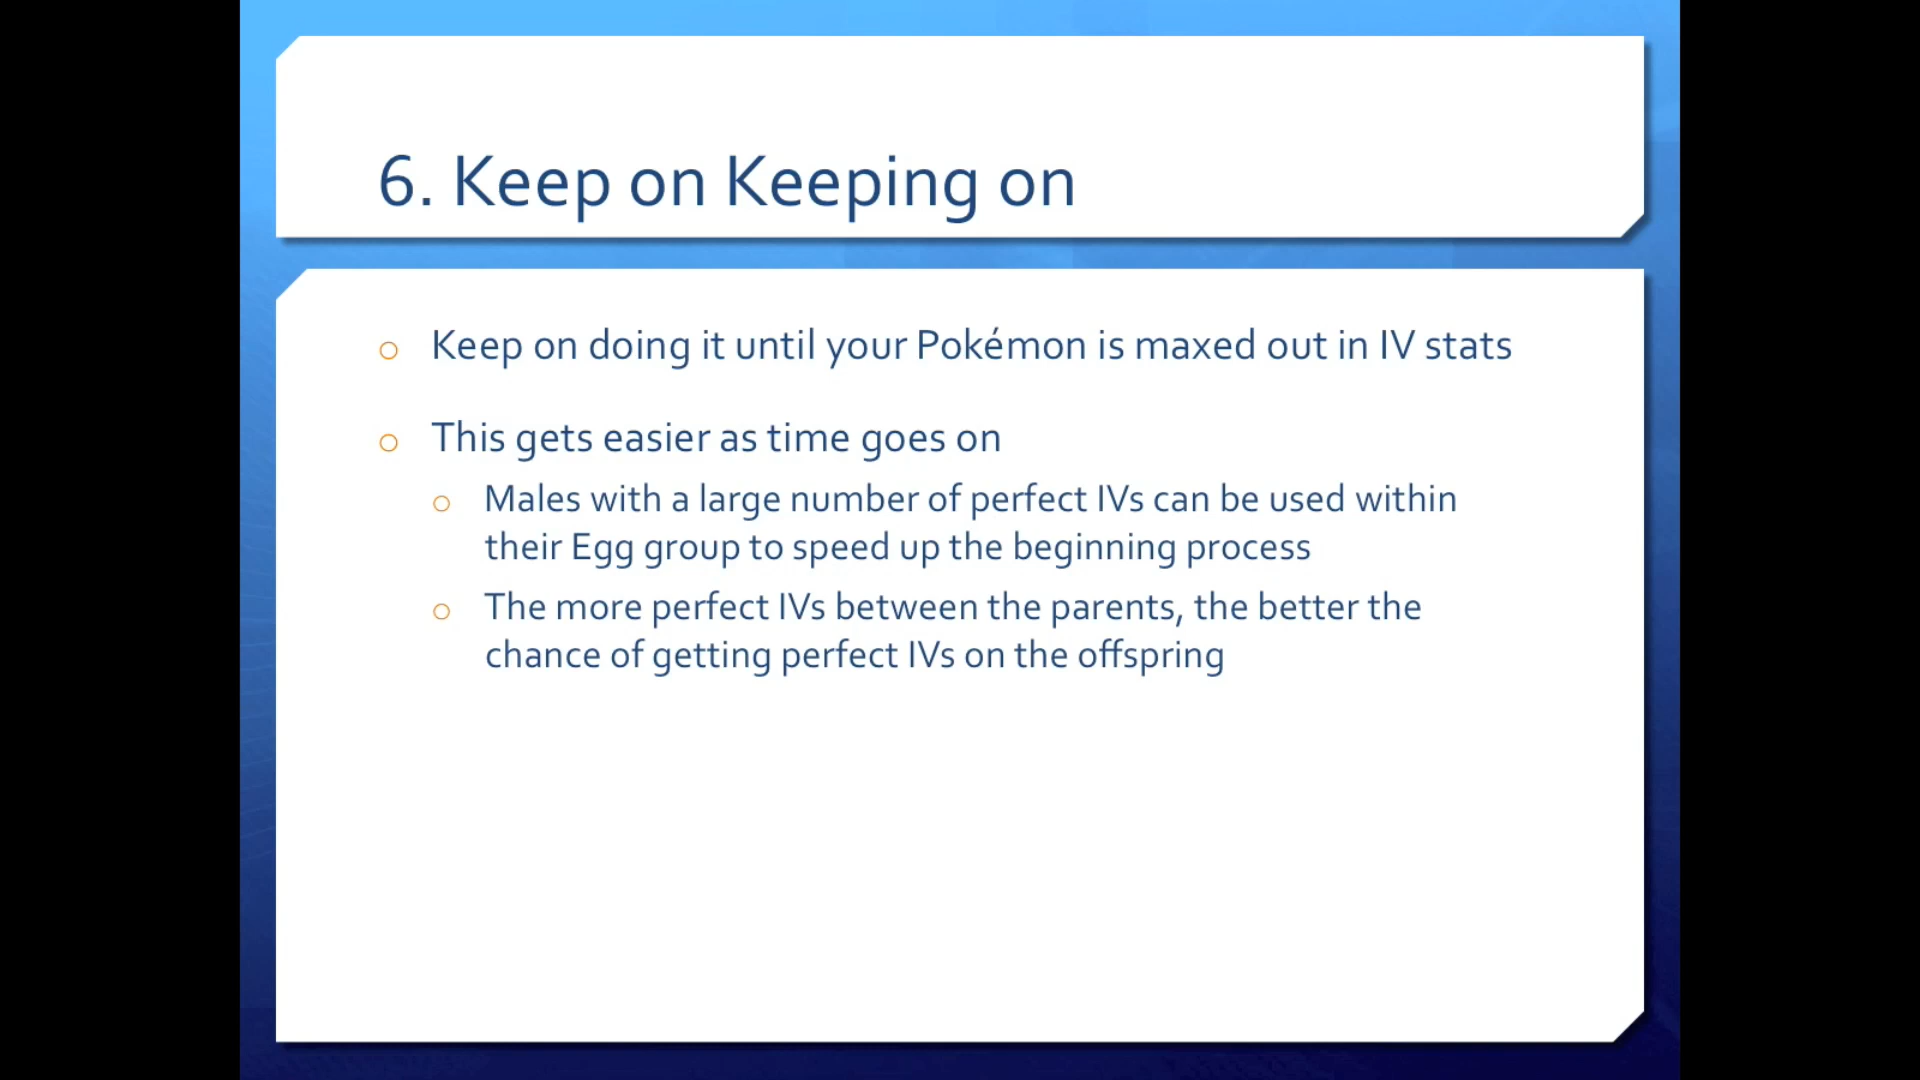 6. Keep on Keeping on
Keep on doing it until your Pokémon is maxed out in IV stats
This gets easier as time goes on
Males with a large number of perfect IVs can be used within
their Egg group to speed up the beginning process
The more perfect IVs between the parents, the better the
chance of getting perfect IVs on the offspring